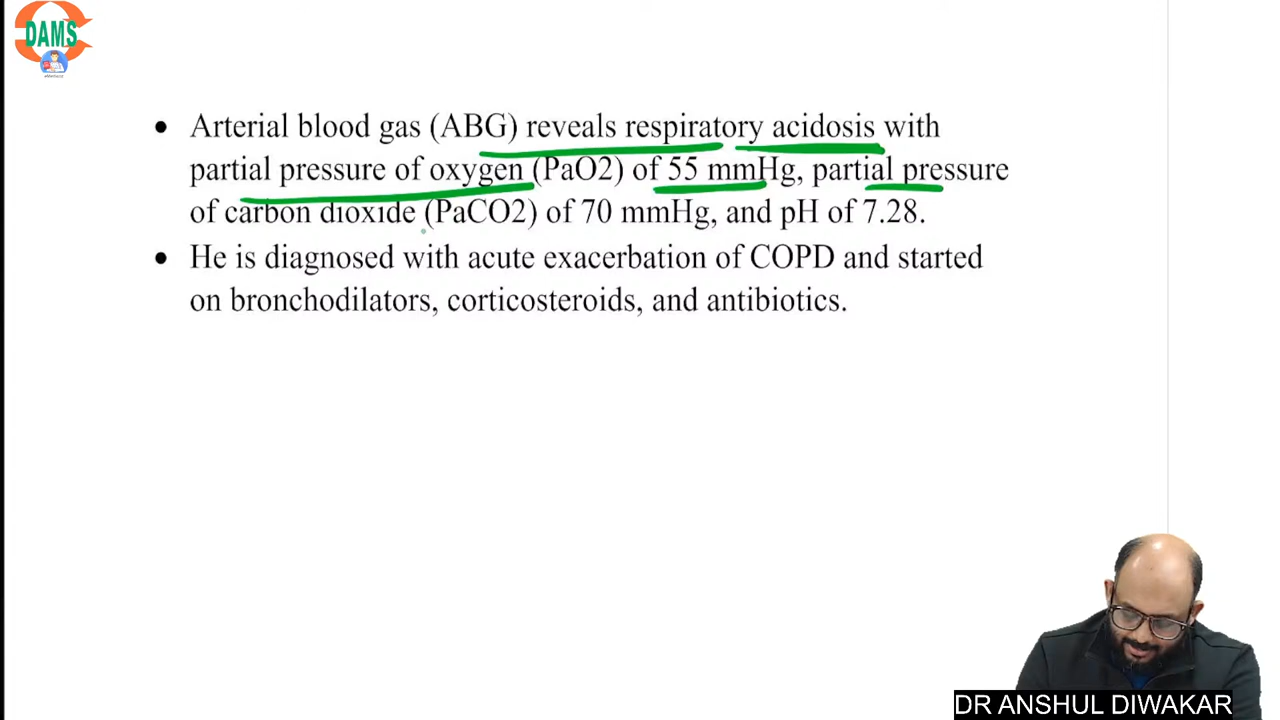 DAMS
• Arterial blood gas (ABG) reveals respiratory acidosis with
partial pressure of oxygen (PaO2) of 55 mmHg, partial pressure
of carbon dioxide (PaCO2) of 70 mmHg, and pH of 7.28.
• He is diagnosed with acute exacerbation of COPD and started
on bronchodilators, corticosteroids, and antibiotics.
DR ANSHUL DIWAKAR